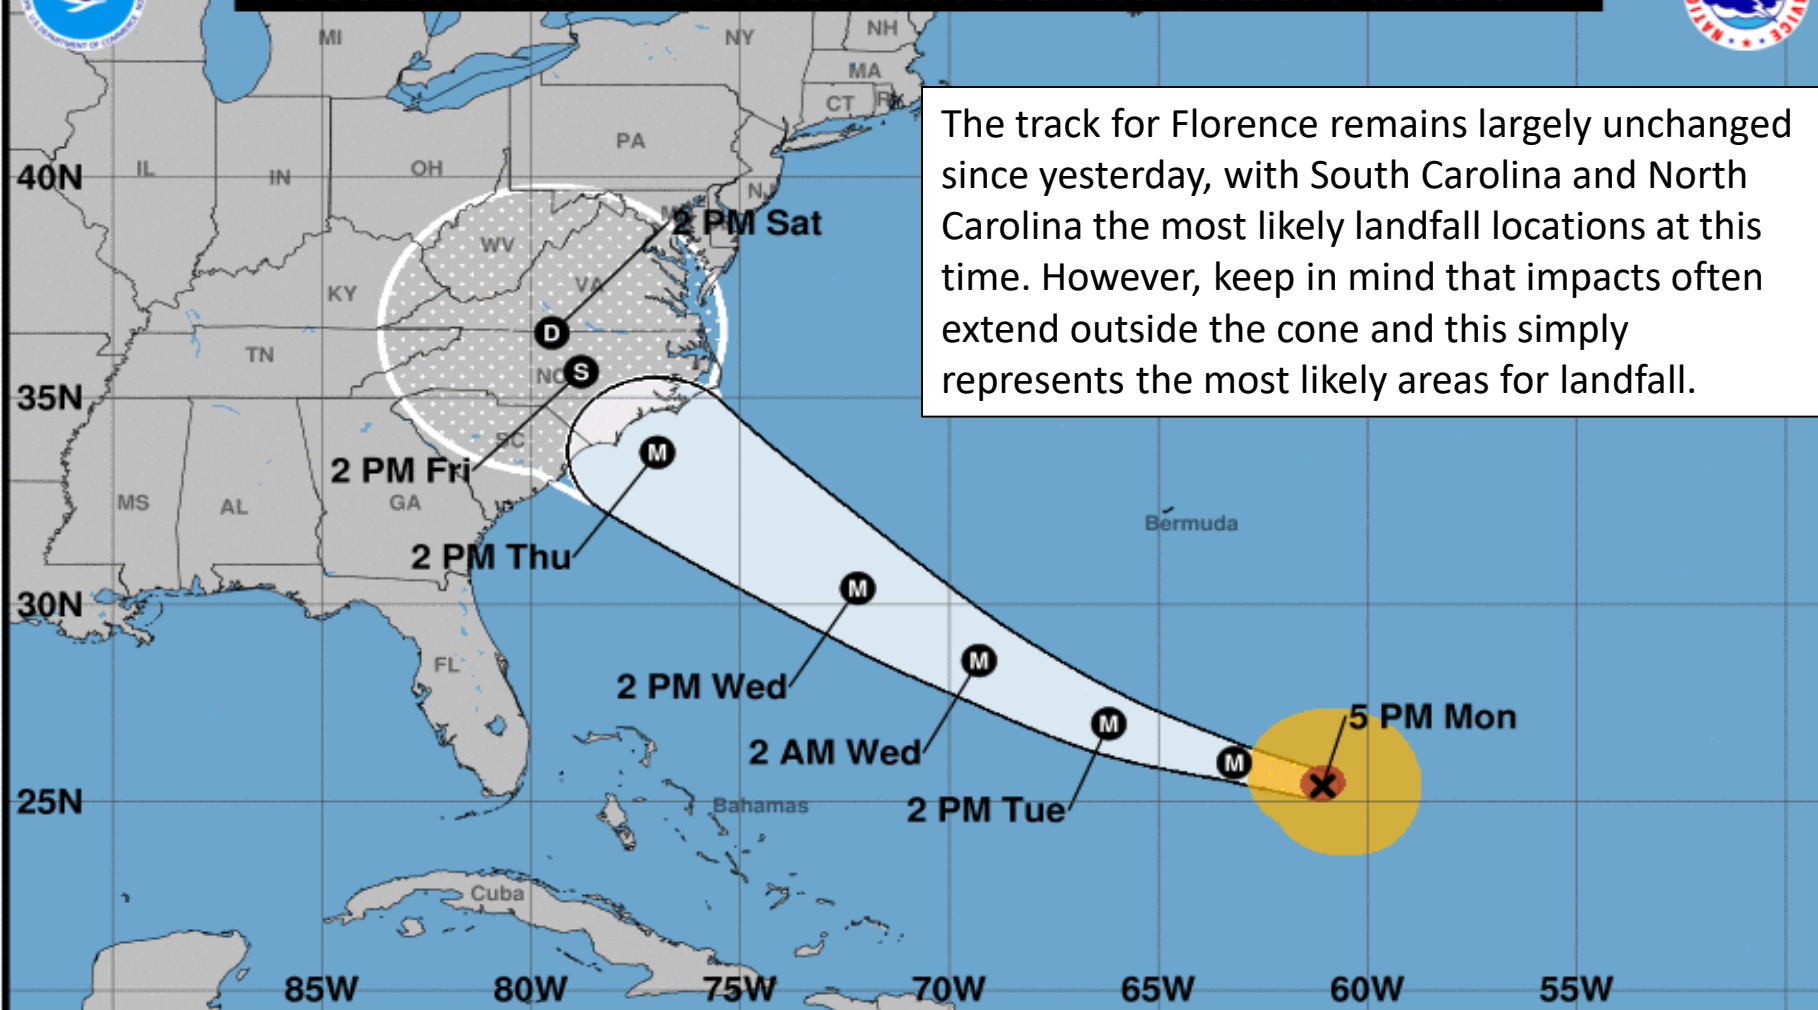 U.S. DEPARTMENT OF COMMERCE
MI
NY
NH
MA
CT
RI
The track for Florence remains largely unchanged
since yesterday, with South Carolina and North
Carolina the most likely landfall locations at this
time. However, keep in mind that impacts often
extend outside the cone and this simply
represents the most likely areas for landfall.
PA
40N
IL
IN
OH
NJ
2 PM Sat
WV
VA
KY
D
TN
NC
S
35N
SC
M
2 PM Fri
MS
AL
GA
Bermuda
2 PM Thu
M
30N
FL
M
2 PM Wed
M
5 PM Mon
2 AM Wed
M
25N
Bahamas
2 PM Tue
Cuba
85W
80W
75W
70W
65W
60W
55W